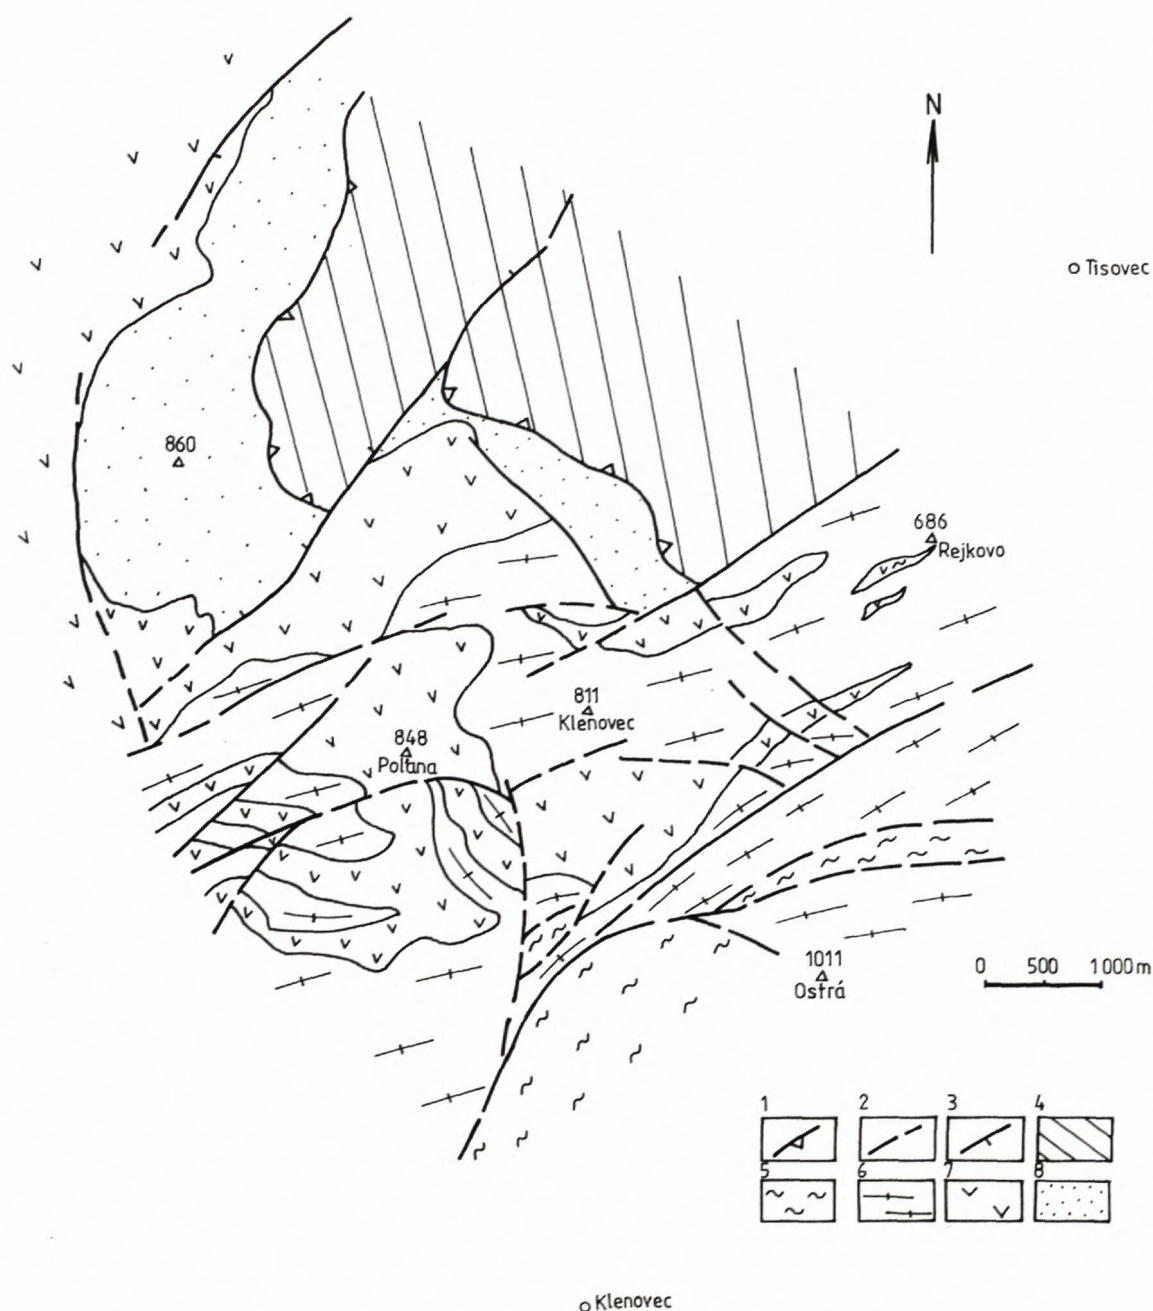 N
Tisovec
860
686
Rejkovo
811
Klenovec
848
Poľana
1011
Ostrá
0 500 1000m
1 2 3 4
5 6 7 8
Klenovec